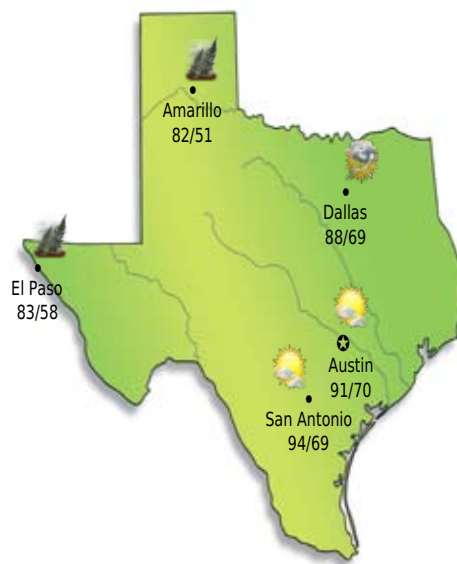 Amarillo
82/51
Dallas
88/69
El Paso
83/58
Austin
91/70
San Antonio
94/69